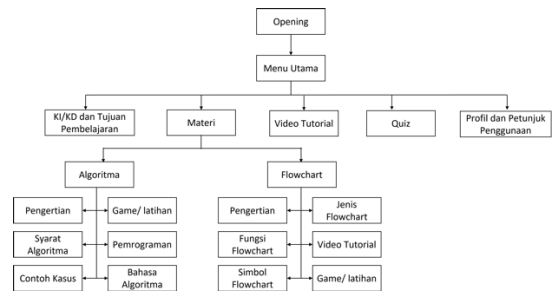 Opening
Menu Utama
KI/KD dan Tujuan
Pembelajaran
Materi
Video Tutorial
Quiz
Profil dan Petunjuk
Penggunaan
Algoritma
Flowchart
Pengertian
Game/ latihan
Pengertian
Jenis
Flowchart
Syarat
Algoritma
Pemrograman
Fungsi
Flowchart
Video Tutorial
Contoh Kasus
Bahasa
Algoritma
Simbol
Flowchart
Game/ latihan